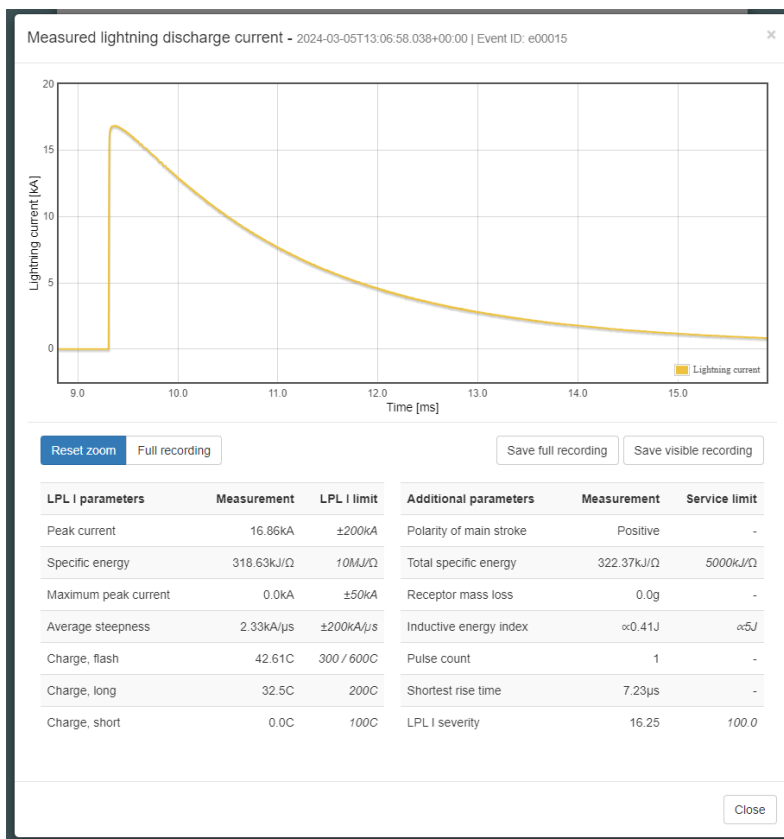 Measured lightning discharge current - 2024-03-05T13:06:58.038+00:00 | Event ID: e00015
×
20
15
10
5
0
Lightning current [kA]
Lightning current
9.0 10.0 11.0 12.0 13.0 14.0 15.0
Time [ms]
Reset zoom Full recording Save full recording Save visible recording
LPL I parameters Measurement LPL I limit
Peak current 16.86kA ±200kA
Specific energy 318.63kJ/Ω 10MJ/Ω
Maximum peak current 0.0kA ±50kA
Average steepness 2.33kA/µs ±200kA/µs
Charge, flash 42.61C 300 / 600C
Charge, long 32.5C 200C
Charge, short 0.0C 100C
Additional parameters Measurement Service limit
Polarity of main stroke Positive -
Total specific energy 322.37kJ/Ω 5000kJ/Ω
Receptor mass loss 0.0g -
Inductive energy index ∝0.41J ∝5J
Pulse count 1 -
Shortest rise time 7.23µs -
LPL I severity 16.25 100.0
Close